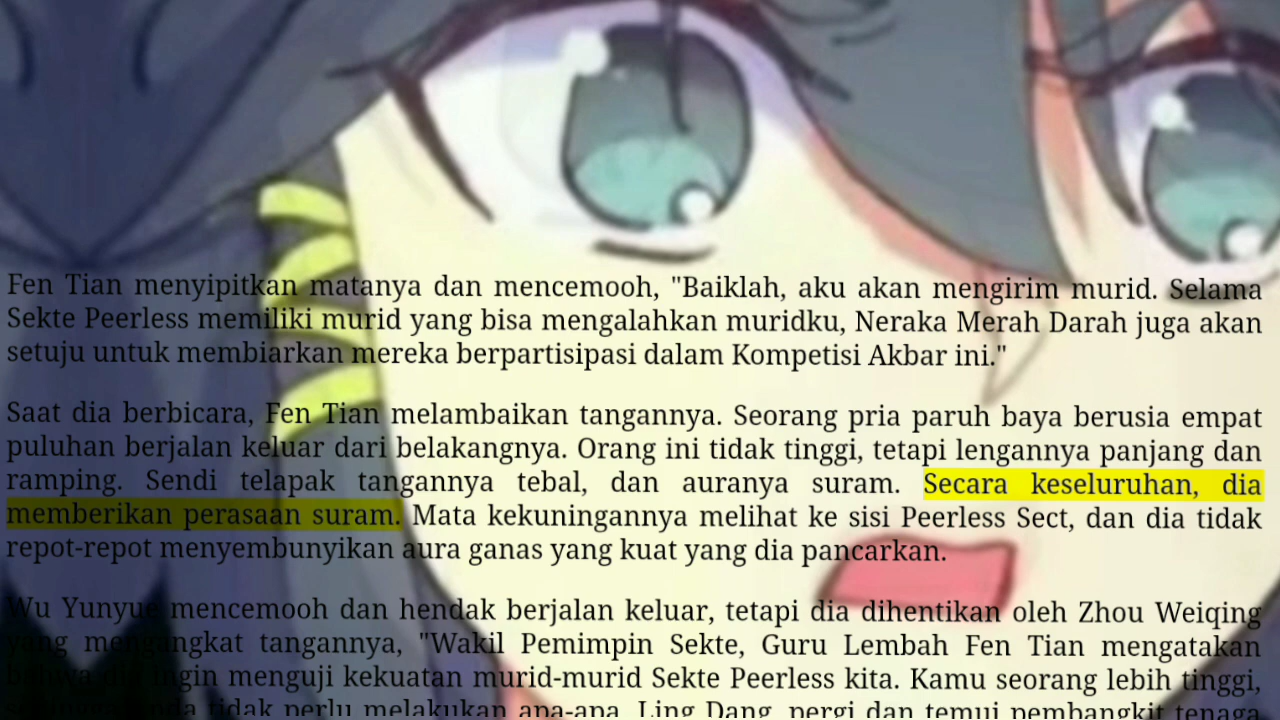 Fen Tian menyipitkan matanya dan mencemooh, "Baiklah, aku akan mengirim murid. Selama
Sekte Peerless memiliki murid yang bisa mengalahkan muridku, Neraka Merah Darah juga akan
setuju untuk membiarkan mereka berpartisipasi dalam Kompetisi Akbar ini."
Saat dia berbicara, Fen Tian melambaikan tangannya. Seorang pria paruh baya berusia empat
puluhan berjalan keluar dari belakangnya. Orang ini tidak tinggi, tetapi lengannya panjang dan
ramping. Sendi telapak tangannya tebal, dan auranya suram. Secara keseluruhan, dia
memberikan perasaan suram. Mata kekuningannya melihat ke sisi Peerless Sect, dan dia tidak
repot-repot menyembunyikan aura ganas yang kuat yang dia pancarkan.
Wu Yunyue mencemooh dan hendak berjalan keluar, tetapi dia dihentikan oleh Zhou Weiqing
yang mengangkat tangannya, "Wakil Pemimpin Sekte, Guru Lembah Fen Tian mengatakan
bahwa dia ingin menguji kekuatan murid-murid Sekte Peerless kita. Kamu seorang lebih tinggi,
tidak perlu melakukan apa-apa. Ling Dang, pergi dan temui pembangkit tenaga